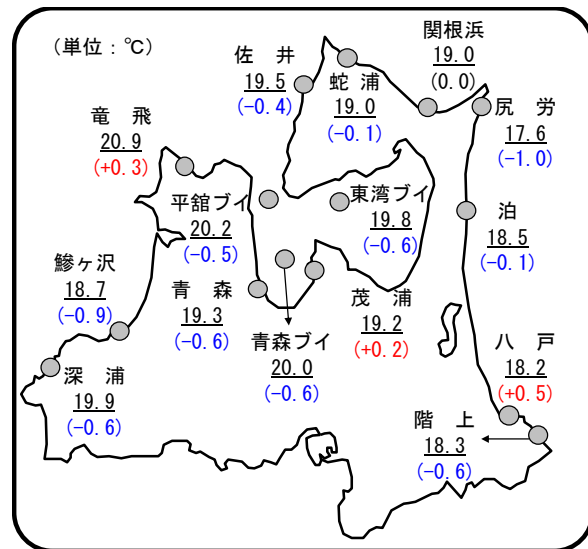 (単位:℃)
佐 井
19.5
(-0.4)
蛇浦
19.0
(-0.1)
関根浜
19.0
(0.0)
尻 労
17.6
(-1.0)
竜 飛
20.9
(+0.3)
平舘ブイ
20.2
(-0.5)
東湾ブイ
19.8
(-0.6)
泊
18.5
(-0.1)
鰺ヶ沢
18.7
(-0.9)
青 森
19.3
(-0.6)
青森ブイ
20.0
(-0.6)
茂 浦
19.2
(+0.2)
八 戸
18.2
(+0.5)
深 浦
19.9
(-0.6)
階 上
18.3
(-0.6)